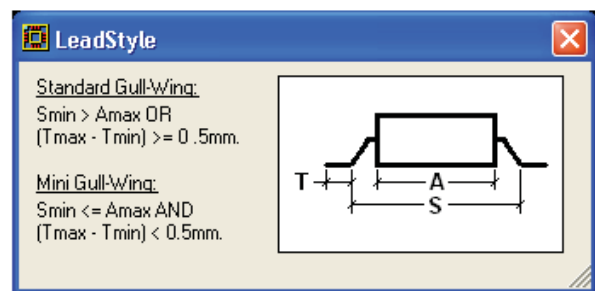 LeadStyle
Standard Gull-Wing:
Smin > Amax OR
(Tmax - Tmin) >= 0 .5mm.
Mini Gull-Wing:
Smin <= Amax AND
(Tmax - Tmin) < 0.5mm.
T
A
S